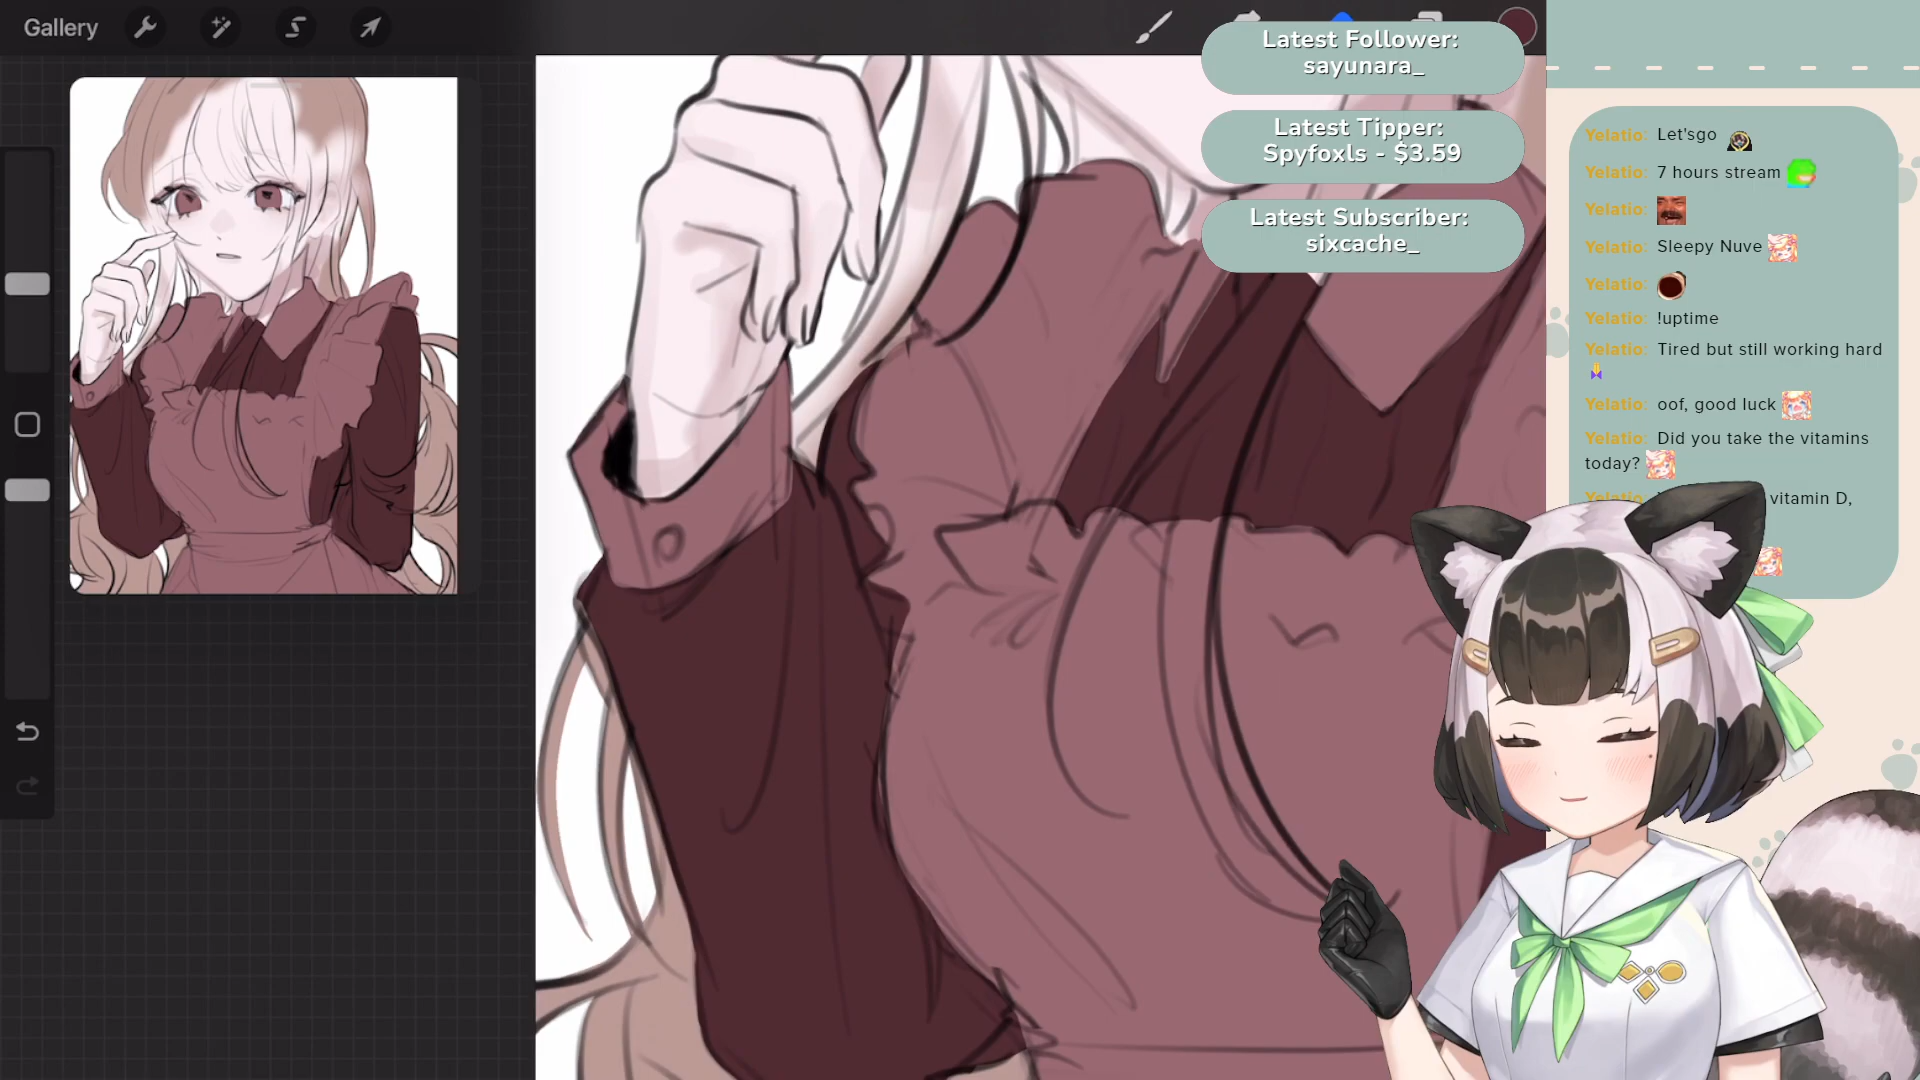 Gallery
Latest Follower:
sayunara_
Latest Tipper:
Spyfoxls - $3.59
Latest Subscriber:
sixcache_
Yelatio: Let'sgo
Yelatio: 7 hours stream
Yelatio:
Yelatio: Sleepy Nuve
Yelatio:
Yelatio: !uptime
Yelatio: Tired but still working hard
Yelatio: oof, good luck
Yelatio: Did you take the vitamins
today?
Yelatio: vitamin D,